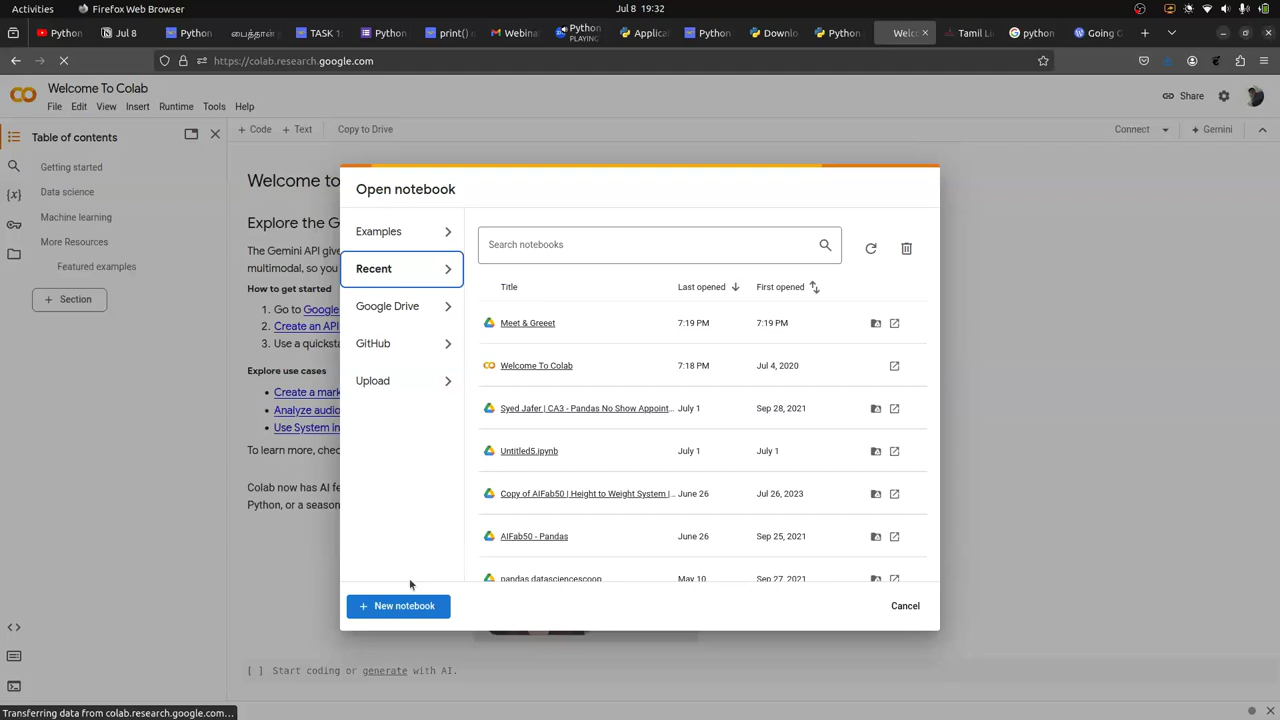 Activities
Firefox Web Browser
Jul 8 19:32
Python
Jul 8
Python
பைத்தான்
TASK 1:
Python
print()
Webina
Python
PLAYING
Applic
Python
Downlo
Python
Welco
Tamil Li
python
Going O
https://colab.research.google.com
Welcome To Colab
File Edit View Insert Runtime Tools Help
Share
Table of contents
+ Code + Text Copy to Drive
Connect
Gemini
Getting started
Data science
Machine learning
More Resources
Featured examples
+ Section
Welcome to
Explore the G
The Gemini API give
multimodal, so you
How to get started
1. Go to Google
2. Create an API
3. Use a quicksta
Explore use cases
Create a mark
Analyze audio
Use System in
To learn more, chec
Colab now has AI fe
Python, or a season
Open notebook
Examples
Recent
Google Drive
GitHub
Upload
Search notebooks
Title Last opened First opened
Meet & Greeet 7:19 PM 7:19 PM
Welcome To Colab 7:18 PM Jul 4, 2020
Syed Jafer | CA3 - Pandas No Show Appoint... July 1 Sep 28, 2021
Untitled5.ipynb July 1 July 1
Copy of AIFab50 | Height to Weight System |... June 26 Jul 26, 2023
AIFab50 - Pandas June 26 Sep 25, 2021
pandas datasciencescoop May 10 Sep 27, 2021
+ New notebook
Cancel
[ ] Start coding or generate with AI.
Transferring data from colab.research.google.com...